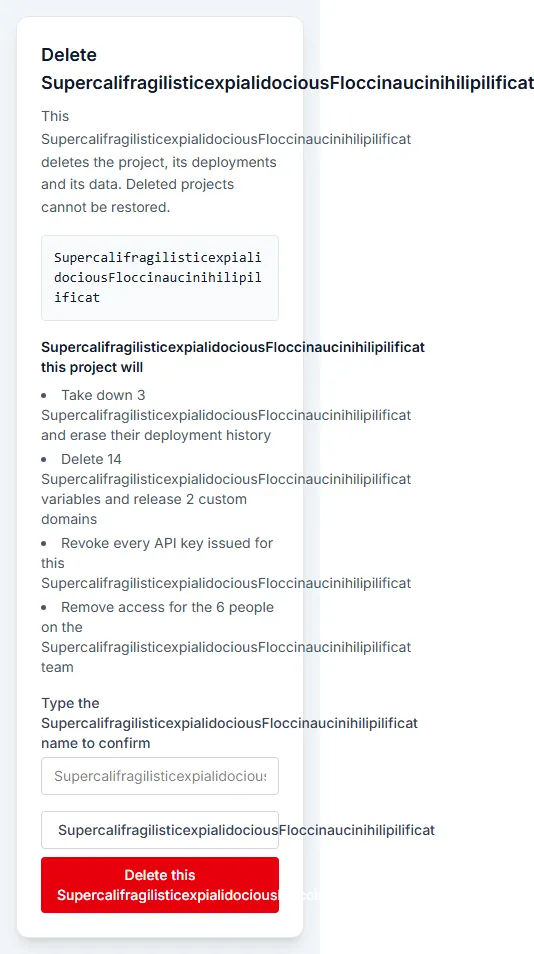 Delete
SupercalifragilisticexpialidociousFloccinaucinihilipilificat
This
SupercalifragilisticexpialidociousFloccinaucinihilipilificat
deletes the project, its deployments
and its data. Deleted projects
cannot be restored.
Supercalifragilisticexpiali
dociousFloccinaucinihilipil
ificat
SupercalifragilisticexpialidociousFloccinaucinihilipilificat
this project will
• Take down 3
SupercalifragilisticexpialidociousFloccinaucinihilipilificat
and erase their deployment history
• Delete 14
SupercalifragilisticexpialidociousFloccinaucinihilipilificat
variables and release 2 custom
domains
• Revoke every API key issued for
this
SupercalifragilisticexpialidociousFloccinaucinihilipilificat
• Remove access for the 6 people
on the
SupercalifragilisticexpialidociousFloccinaucinihilipilificat
team
Type the
SupercalifragilisticexpialidociousFloccinaucinihilipilificat
name to confirm
Supercalifragilisticexpialidocious
SupercalifragilisticexpialidociousFloccinaucinihilipilificat
Delete this
Supercalifragilisticexpialidocious